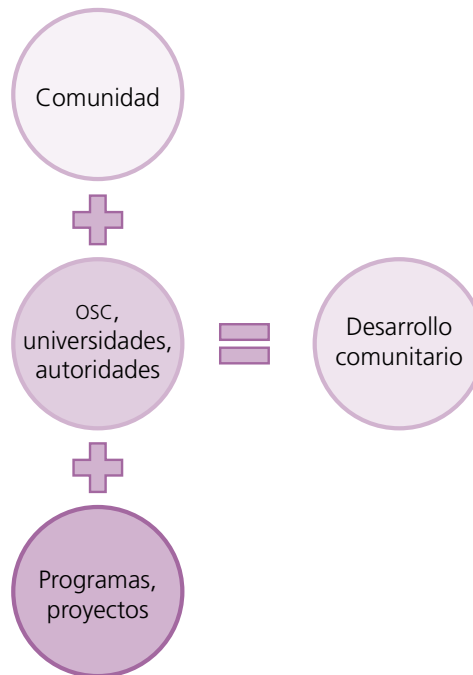 Comunidad
+
OSC,
universidades,
autoridades
=
Desarrollo
comunitario
+
Programas,
proyectos